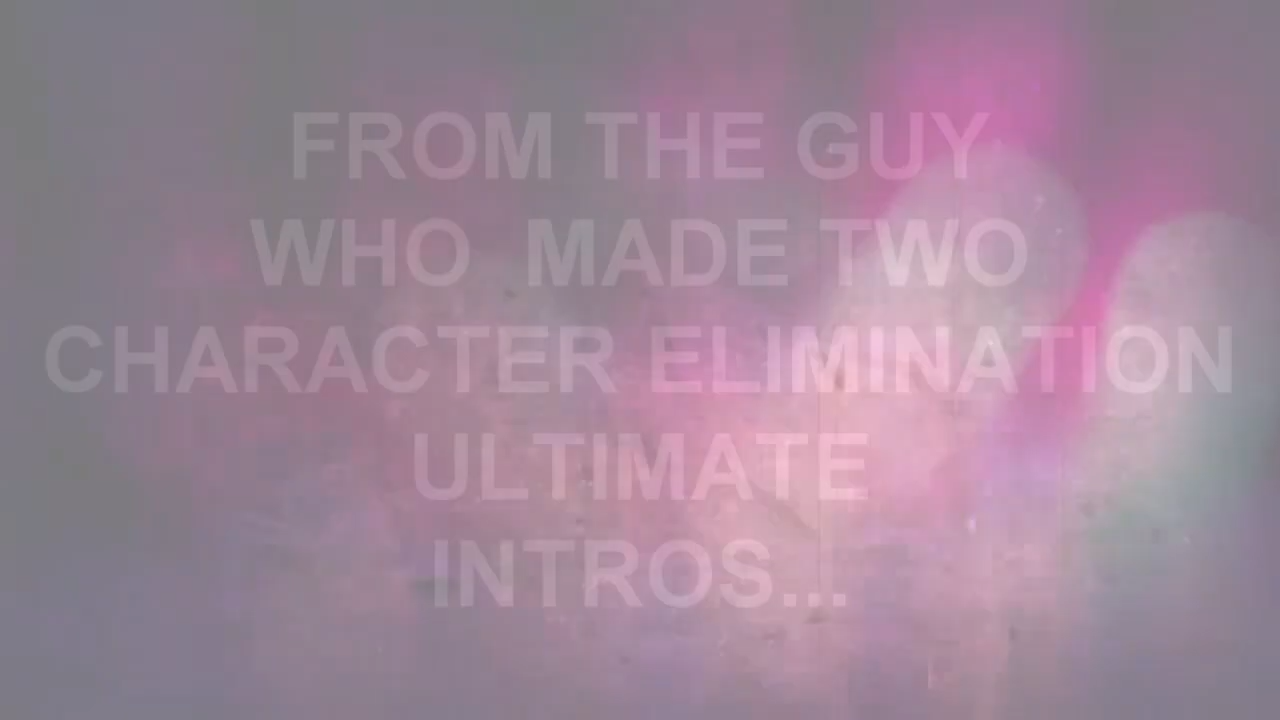 FROM THE GUY
WHO  MADE TWO
CHARACTER ELIMINATION
ULTIMATE
INTROS...